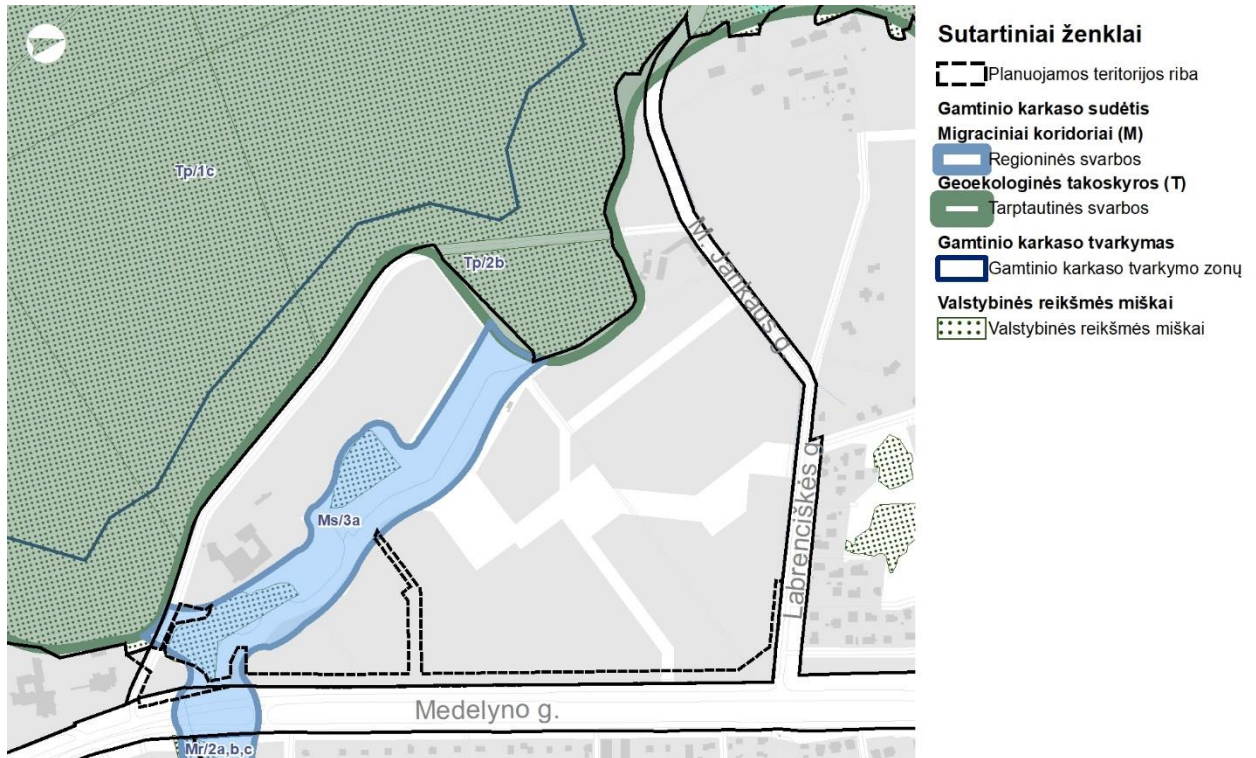 Tp/1c
Tp/2b
M. Jankaus g.
Ms/3a
Labrenciškės g.
Medelyno g.
Mr/2a,b,c
Sutartiniai ženklai
Planuojamos teritorijos riba
Gamtinio karkaso sudėtis
Migraciniai koridoriai (M)
Regioninės svarbos
Geoekologinės takoskyros (T)
Tarptautinės svarbos
Gamtinio karkaso tvarkymas
Gamtinio karkaso tvarkymo zonų
Valstybinės reikšmės miškai
Valstybinės reikšmės miškai